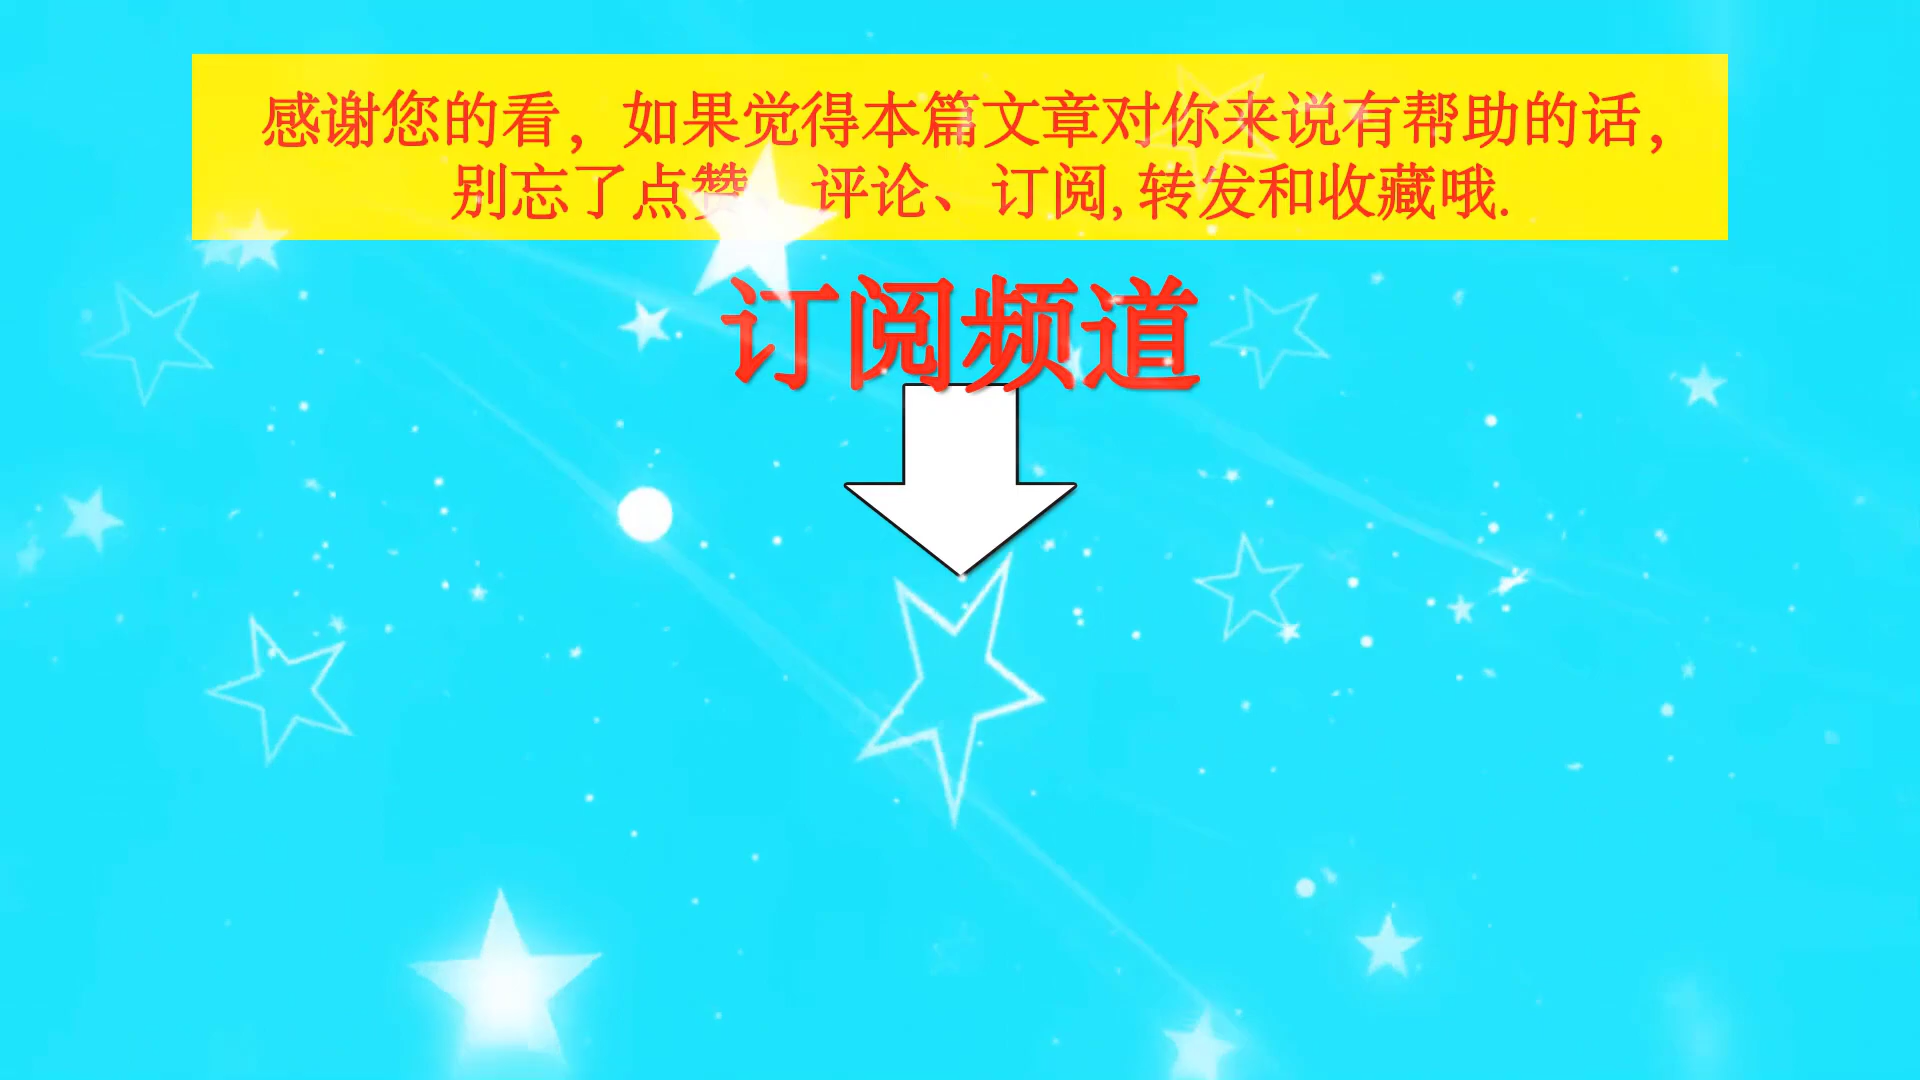 感谢您的看，如果觉得本篇文章对你来说有帮助的话，
别忘了点赞、评论、订阅,转发和收藏哦.
订阅频道